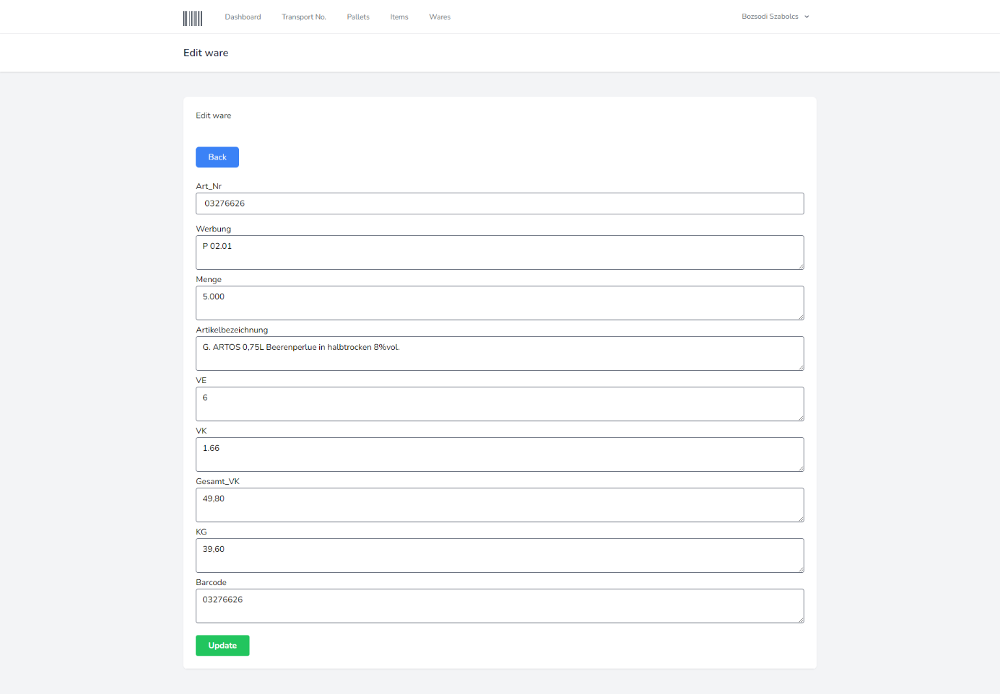 Dashboard Transport No. Pallets Items Wares Bozsodi Szabolcs
Edit ware
Edit ware
Back
Art_Nr
03276626
Werbung
P 02.01
Menge
5.000
Artikelbezeichnung
G. ARTOS 0,75L Beerenperlue in halbtrocken 8%vol.
VE
6
VK
1.66
Gesamt_VK
49,80
KG
39,60
Barcode
03276626
Update